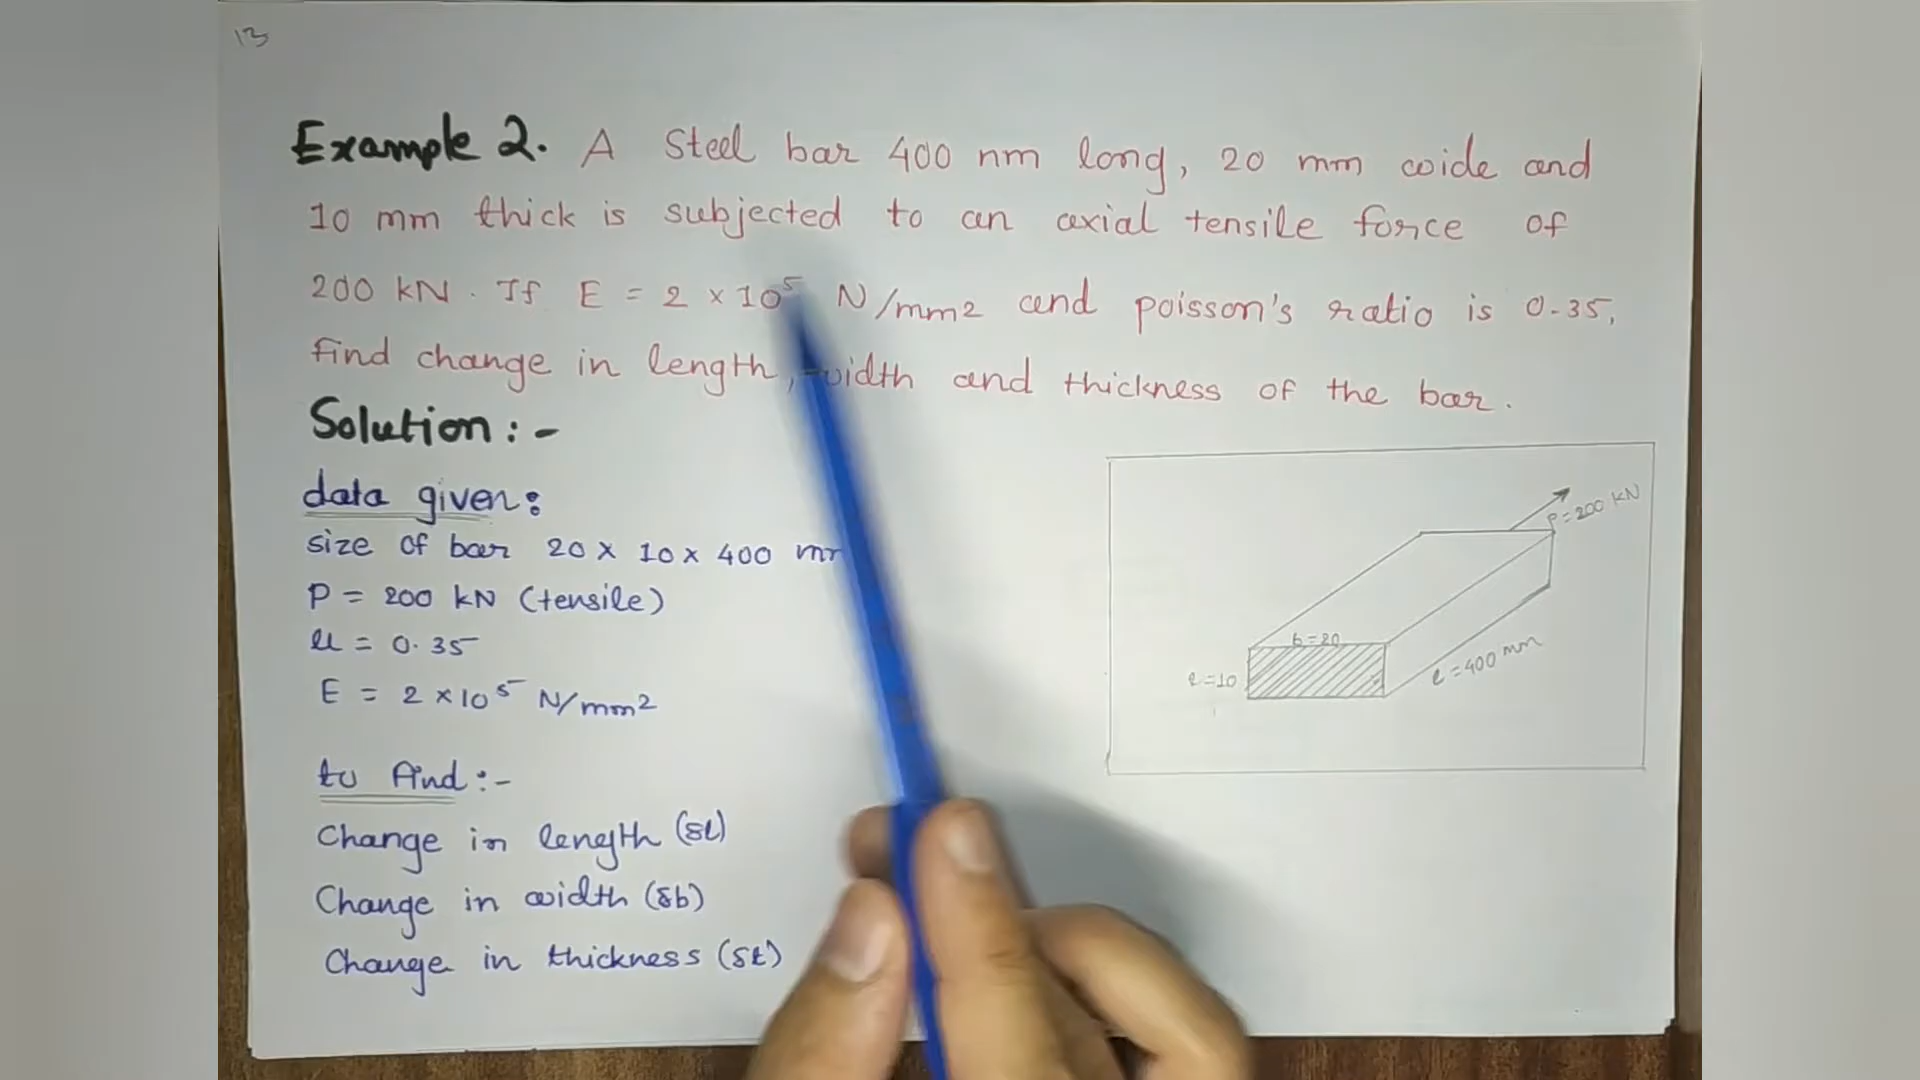 13
Example 2. A Steel bar 400 mm long, 20 mm wide and
10 mm thick is subjected to an axial tensile force of
200 kN. If E = 2 × 10⁵ N/mm2 and poisson's ratio is 0.35,
find change in length, width and thickness of the bar.
Solution:-
data given:
size of bar 20 × 10 × 400
P = 200 kN (tensile)
μ = 0.35
E = 2 × 10⁵ N/mm2
to find:-
Change in length (δl)
Change in width (δb)
Change in thickness (δt)
P = 200 kN
b = 20
l = 400 mm
t = 10